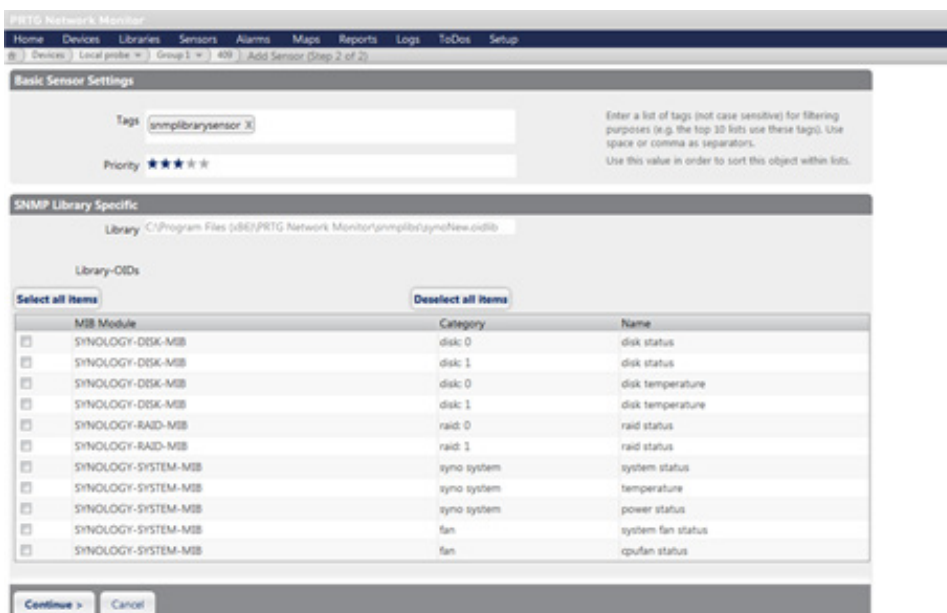 PRTG Network Monitor
Home Devices Libraries Sensors Alarms Maps Reports Logs ToDos Setup
Devices Local probe Group 1 409 Add Sensor (Step 2 of 2)
Basic Sensor Settings
Tags snmplibrarysensor X
Enter a list of tags (not case sensitive) for filtering
purposes (e.g. the top 10 lists use these tags). Use
space or comma as separators.
Priority ★★★★★
Use this value in order to sort this object within lists.
SNMP Library Specific
Library C:\Program Files (x86)\PRTG Network Monitor\snmplibs\synoNew.oidlib
Library-OIDs
Select all items Deselect all items
MIB Module Category Name
SYNOLOGY-DISK-MIB disk: 0 disk status
SYNOLOGY-DISK-MIB disk: 1 disk status
SYNOLOGY-DISK-MIB disk: 0 disk temperature
SYNOLOGY-DISK-MIB disk: 1 disk temperature
SYNOLOGY-RAID-MIB raid: 0 raid status
SYNOLOGY-RAID-MIB raid: 1 raid status
SYNOLOGY-SYSTEM-MIB syno system system status
SYNOLOGY-SYSTEM-MIB syno system temperature
SYNOLOGY-SYSTEM-MIB syno system power status
SYNOLOGY-SYSTEM-MIB fan system fan status
SYNOLOGY-SYSTEM-MIB fan cpufan status
Continue > Cancel